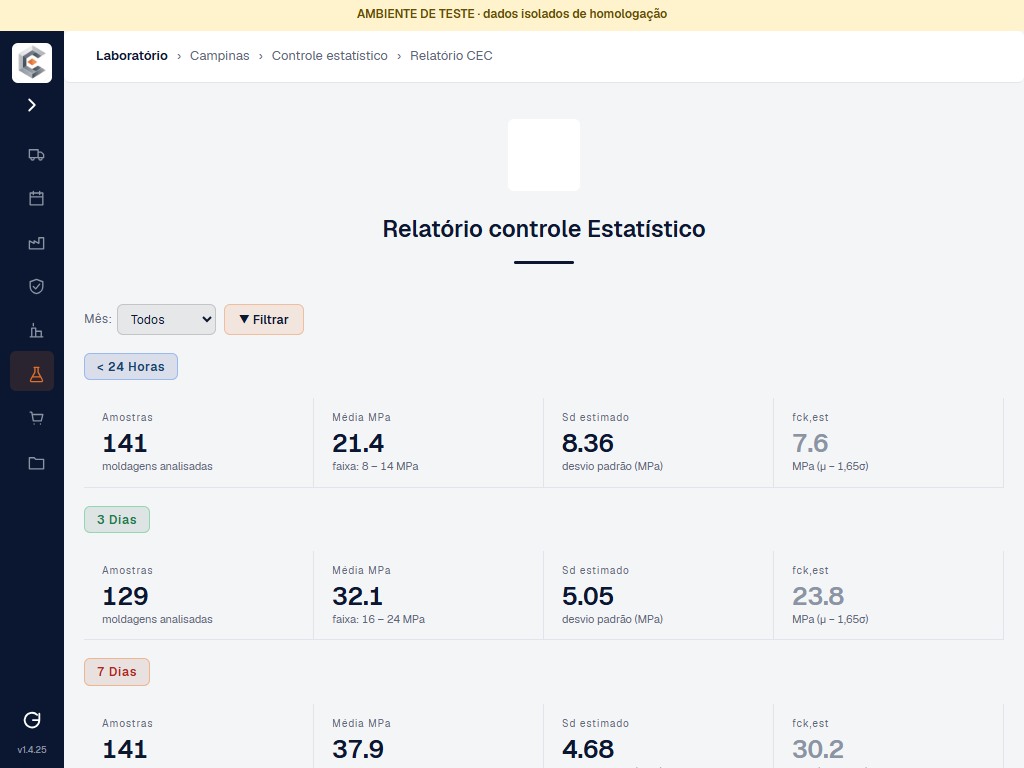 AMBIENTE DE TESTE · dados isolados de homologação
Laboratório › Campinas › Controle estatístico › Relatório CEC
Relatório controle Estatístico
Mês: Todos ▼ Filtrar
< 24 Horas
Amostras Média MPa Sd estimado fck,est
141 21.4 8.36 7.6
moldagens analisadas faixa: 8 – 14 MPa desvio padrão (MPa) MPa (μ − 1,65σ)
3 Dias
Amostras Média MPa Sd estimado fck,est
129 32.1 5.05 23.8
moldagens analisadas faixa: 16 – 24 MPa desvio padrão (MPa) MPa (μ − 1,65σ)
7 Dias
Amostras Média MPa Sd estimado fck,est
141 37.9 4.68 30.2
v1.4.25